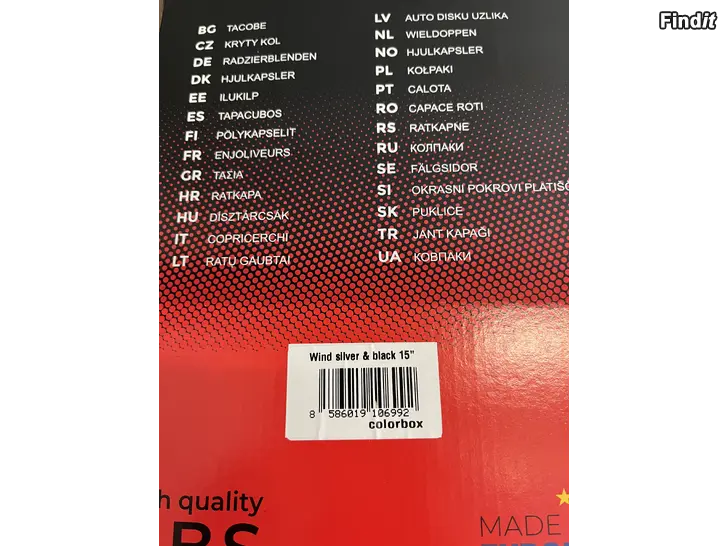 Findit
BG TACOBE
CZ KRYTY KOL
DE RADZIERBLENDEN
DK HJULKAPSLER
EE ILUKILP
ES TAPACUBOS
FI PÖLYKAPSELIT
FR ENJOLIVEURS
GR ΤΑΣΙΑ
HR RATKAPA
HU DÍSZTÁRCSÁK
IT COPRICERCHI
LT RATŲ GAUBTAI
LV AUTO DISKU UZLIKA
NL WIELDOPPEN
NO HJULKAPSLER
PL KOŁPAKI
PT CALOTA
RO CAPACE ROTI
RS RATKAPNE
RU КОЛПАКИ
SE FÄLGSIDOR
SI OKRASNI POKROVI PLATIŠČ
SK PUKLICE
TR JANT KAPAĞI
UA КОВПАКИ
Wind silver & black 15"
8 586019 106992
colorbox
h quality
MADE